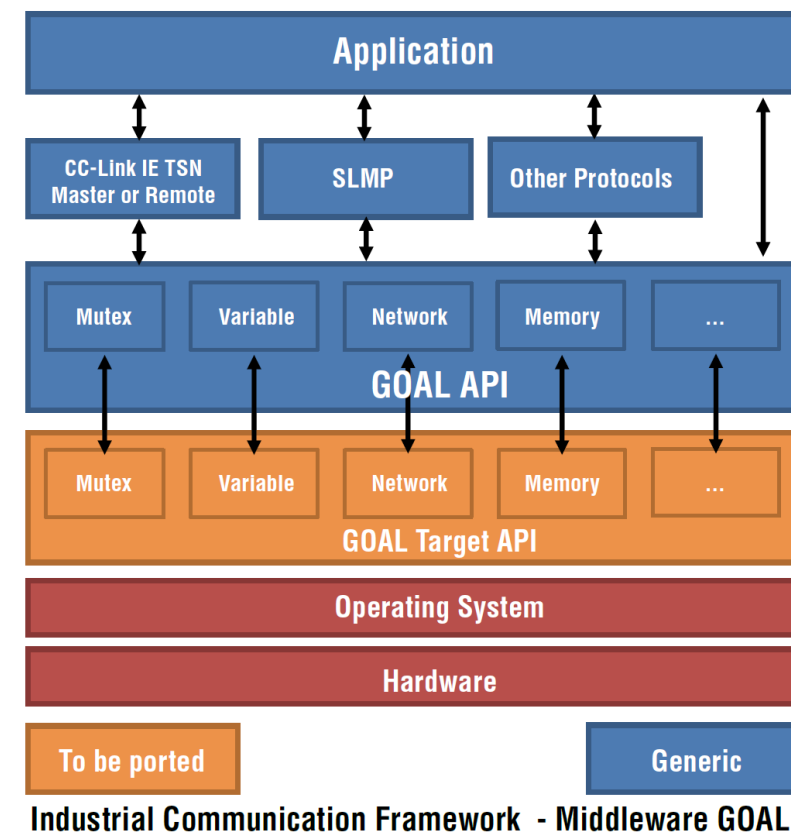 Application
CC-Link IE TSN
Master or Remote
SLMP
Other Protocols
Mutex
Variable
Network
Memory
...
GOAL API
Mutex
Variable
Network
Memory
...
GOAL Target API
Operating System
Hardware
To be ported
Generic
Industrial Communication Framework - Middleware GOAL